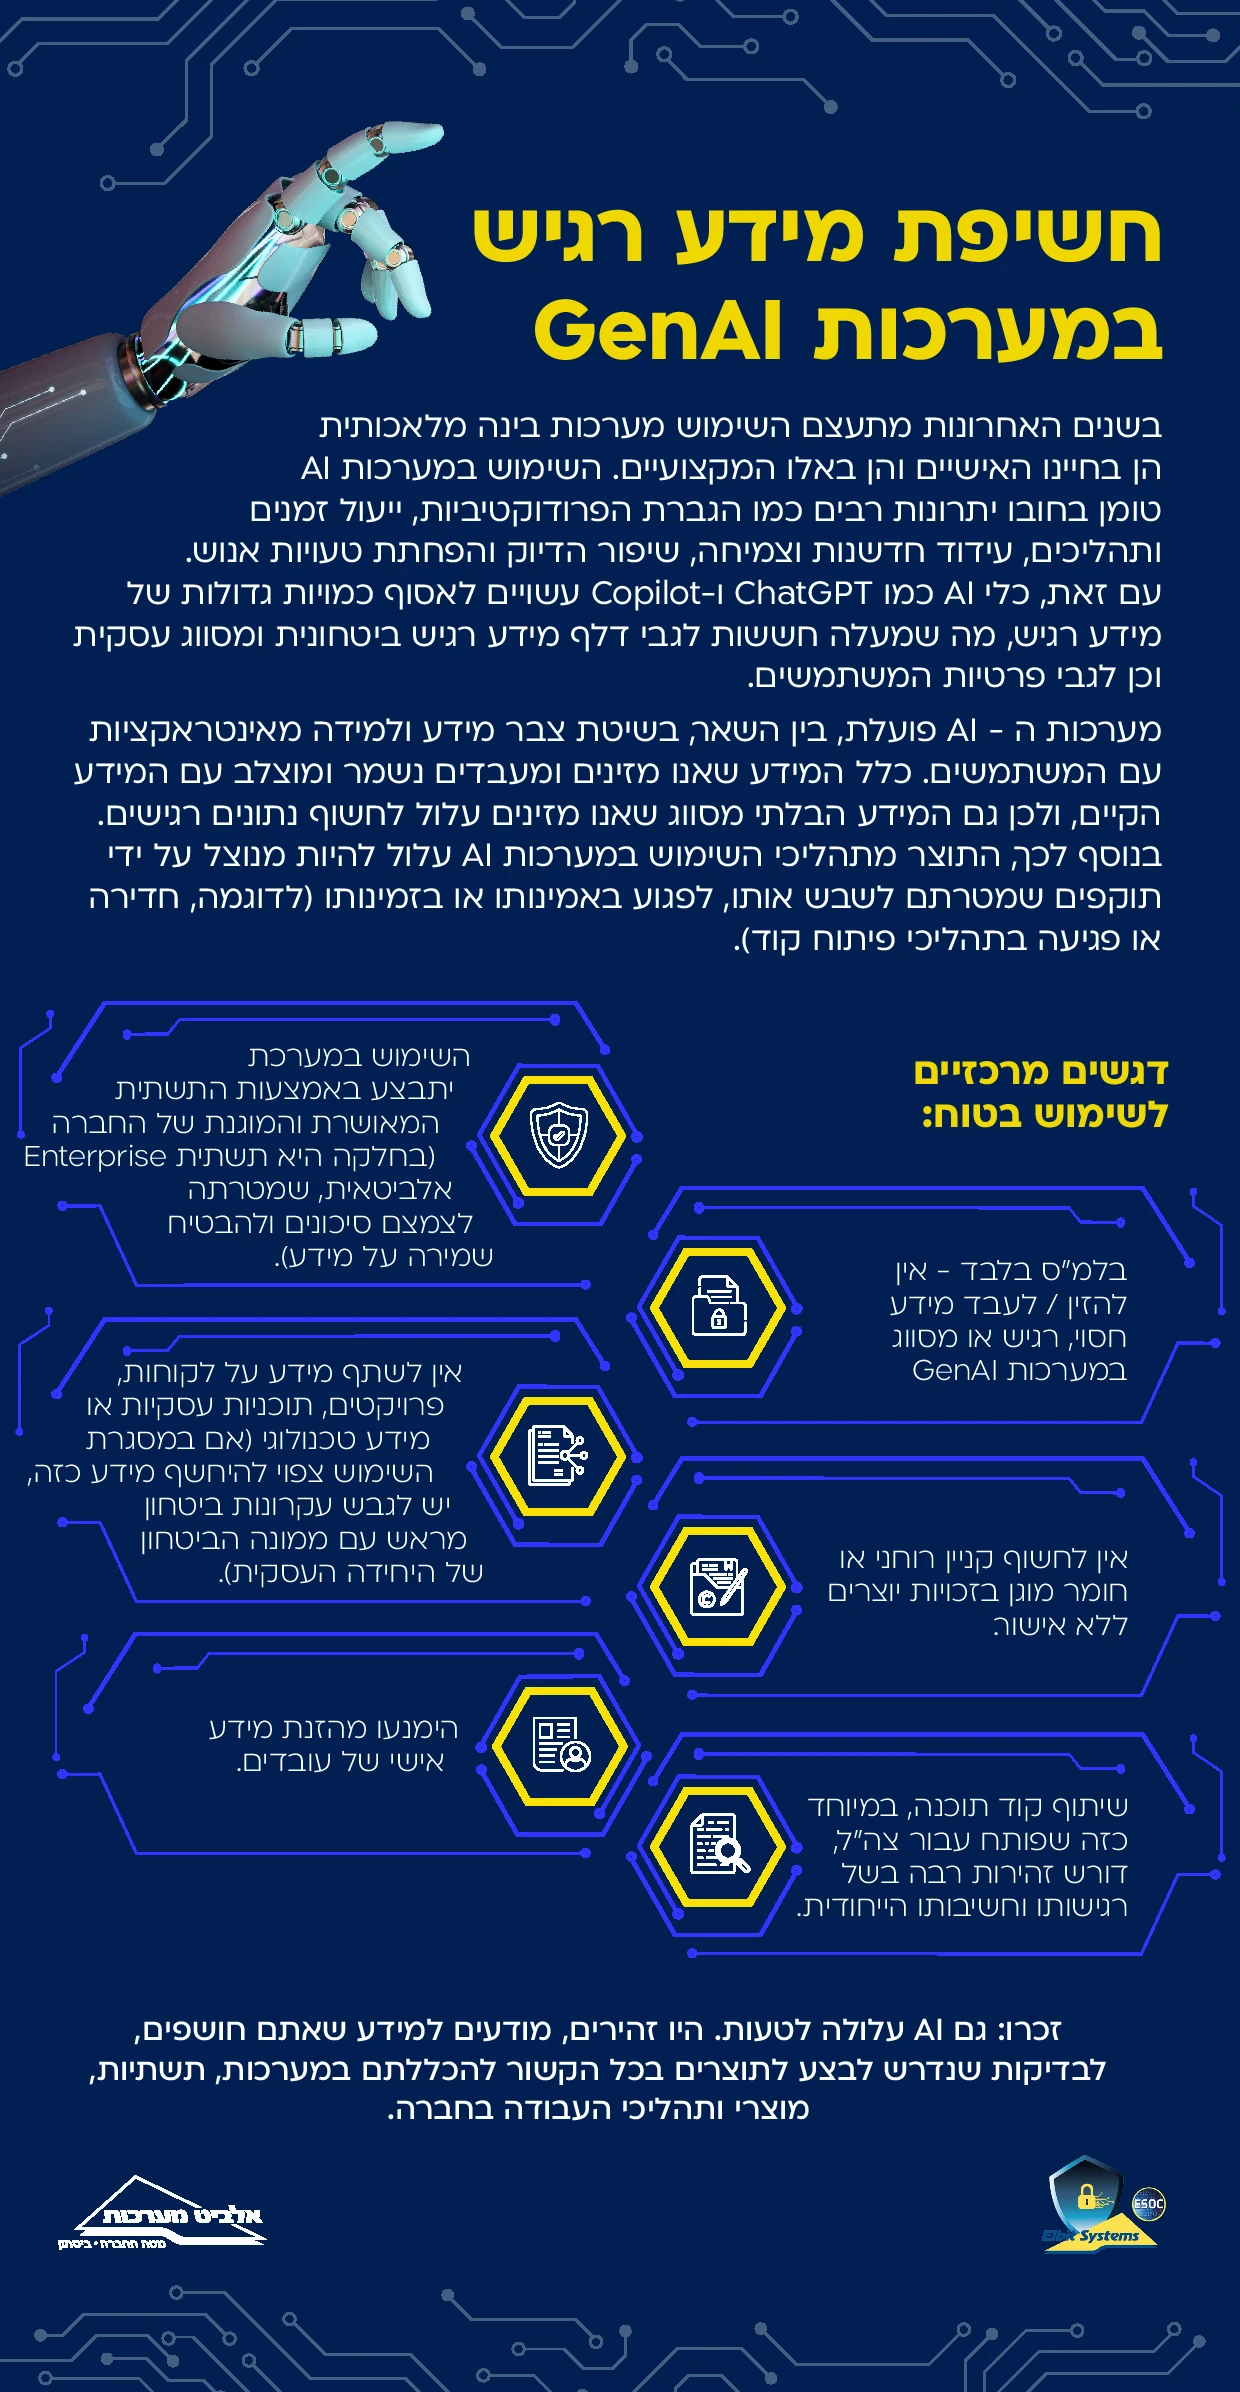 חשיפת מידע רגיש
במערכות GenAI
בשנים האחרונות מתעצם השימוש מערכות בינה מלאכותית
הן בחיינו האישיים והן באלו המקצועיים. השימוש במערכות AI
טומן בחובו יתרונות רבים כמו הגברת הפרודוקטיביות, ייעול זמנים
ותהליכים, עידוד חדשנות וצמיחה, שיפור הדיוק והפחתת טעויות אנוש.
עם זאת, כלי AI כמו ChatGPT ו-Copilot עשויים לאסוף כמויות גדולות של
מידע רגיש, מה שמעלה חששות לגבי דלף מידע רגיש ביטחונית ומסווג עסקית
וכן לגבי פרטיות המשתמשים.
מערכות ה - AI פועלת, בין השאר, בשיטת צבר מידע ולמידה מאינטראקציות
עם המשתמשים. כלל המידע שאנו מזינים ומעבדים נשמר ומוצלב עם המידע
הקיים, ולכן גם המידע הבלתי מסווג שאנו מזינים עלול לחשוף נתונים רגישים.
בנוסף לכך, התוצר מתהליכי השימוש במערכות AI עלול להיות מנוצל על ידי
תוקפים שמטרתם לשבש אותו, לפגוע באמינותו או בזמינותו (לדוגמה, חדירה
או פגיעה בתהליכי פיתוח קוד).
דגשים מרכזיים
לשימוש בטוח:
השימוש במערכת
יתבצע באמצעות התשתית
המאושרת והמוגנת של החברה
(בחלקה היא תשתית Enterprise
אלביטאית, שמטרתה
לצמצם סיכונים ולהבטיח
שמירה על מידע).
בלמ"ס בלבד - אין
להזין / לעבד מידע
חסוי, רגיש או מסווג
במערכות GenAI
אין לשתף מידע על לקוחות,
פרויקטים, תוכניות עסקיות או
מידע טכנולוגי (אם במסגרת
השימוש צפוי להיחשף מידע כזה,
יש לגבש עקרונות ביטחון
מראש עם ממונה הביטחון
של היחידה העסקית).
אין לחשוף קניין רוחני או
חומר מוגן בזכויות יוצרים
ללא אישור.
הימנעו מהזנת מידע
אישי של עובדים.
שיתוף קוד תוכנה, במיוחד
כזה שפותח עבור צה"ל,
דורש זהירות רבה בשל
רגישותו וחשיבותו הייחודית.
זכרו: גם AI עלולה לטעות. היו זהירים, מודעים למידע שאתם חושפים,
לבדיקות שנדרש לבצע לתוצרים בכל הקשור להכללתם במערכות, תשתיות,
מוצרי ותהליכי העבודה בחברה.
אלביט מערכות
מטה החברה • ביטחון
ESOC
Elbit Systems